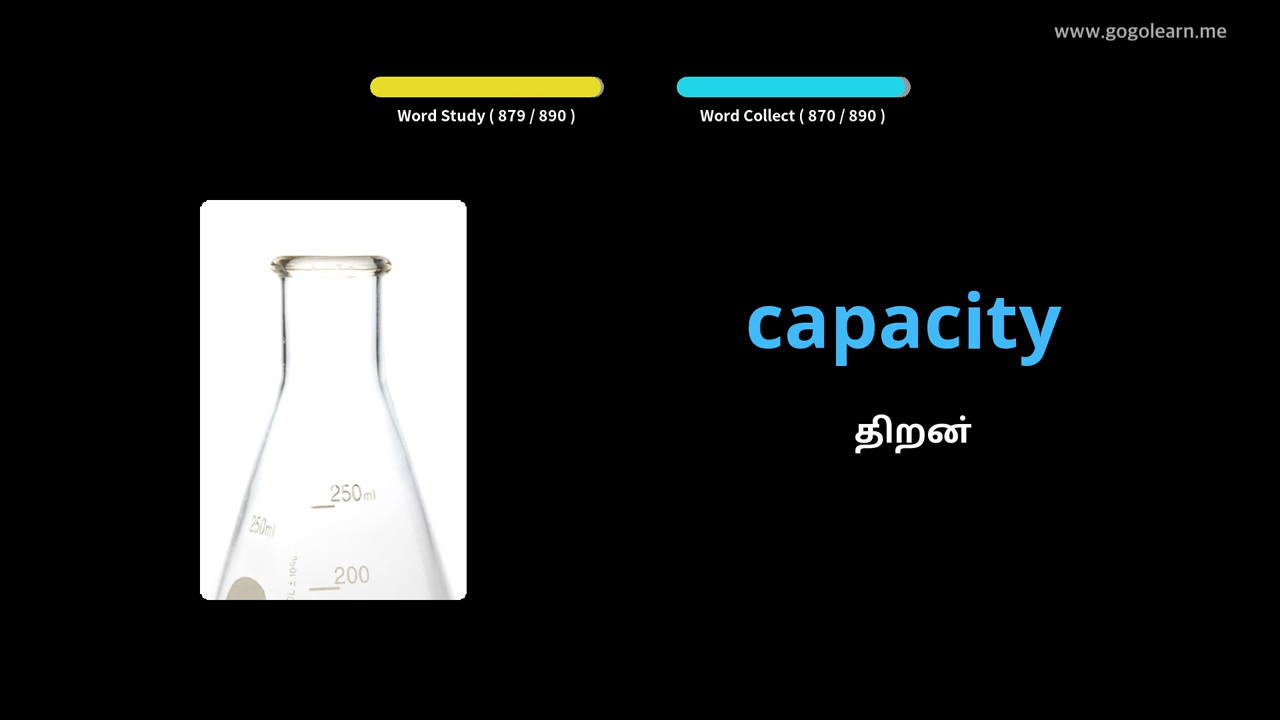 www.gogolearn.me
Word Study ( 879 / 890 )
Word Collect ( 870 / 890 )
capacity
திறன்
250ml
250ml
200